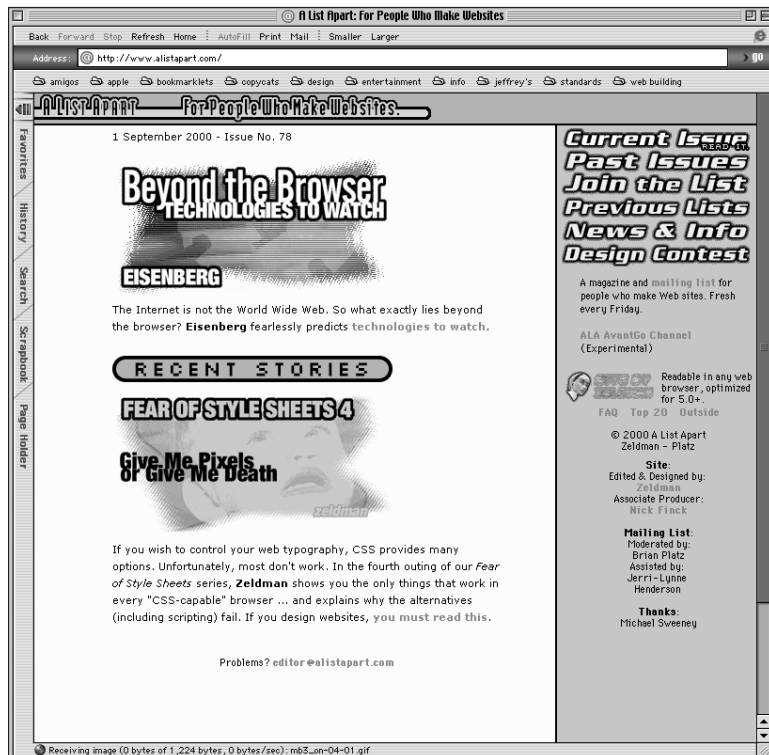 A List Apart: For People Who Make Websites
Back Forward Stop Refresh Home AutoFill Print Mail Smaller Larger
Address: http://www.alistapart.com/ go
amigos apple bookmarklets copycats design entertainment info jeffrey's standards web building
A LIST APART For People Who Make Websites.
Favorites
History
Search
Scrapbook
Page Holder
1 September 2000 - Issue No. 78
Beyond the Browser
TECHNOLOGIES TO WATCH
EISENBERG
The Internet is not the World Wide Web. So what exactly lies beyond
the browser? Eisenberg fearlessly predicts technologies to watch.
RECENT STORIES
FEAR OF STYLE SHEETS 4
Give Me Pixels
or Give Me Death
zeldman
If you wish to control your web typography, CSS provides many
options. Unfortunately, most don't work. In the fourth outing of our Fear
of Style Sheets series, Zeldman shows you the only things that work in
every "CSS-capable" browser ... and explains why the alternatives
(including scripting) fail. If you design websites, you must read this.
Problems? editor@alistapart.com
Current Issue
READ IT.
Past Issues
Join the List
Previous Lists
News & Info
Design Contest
A magazine and mailing list for
people who make Web sites. Fresh
every Friday.
ALA AvantGo Channel
(Experimental)
Readable in any web
browser, optimized
for 5.0+.
FAQ Top 20 Outside
© 2000 A List Apart
Zeldman - Platz
Site:
Edited & Designed by:
Zeldman
Associate Producer:
Nick Finck
Mailing List:
Moderated by:
Brian Platz
Assisted by:
Jerri-Lynne
Henderson
Thanks:
Michael Sweeney
Receiving image (0 bytes of 1,224 bytes, 0 bytes/sec): mb3_on-04-01.gif